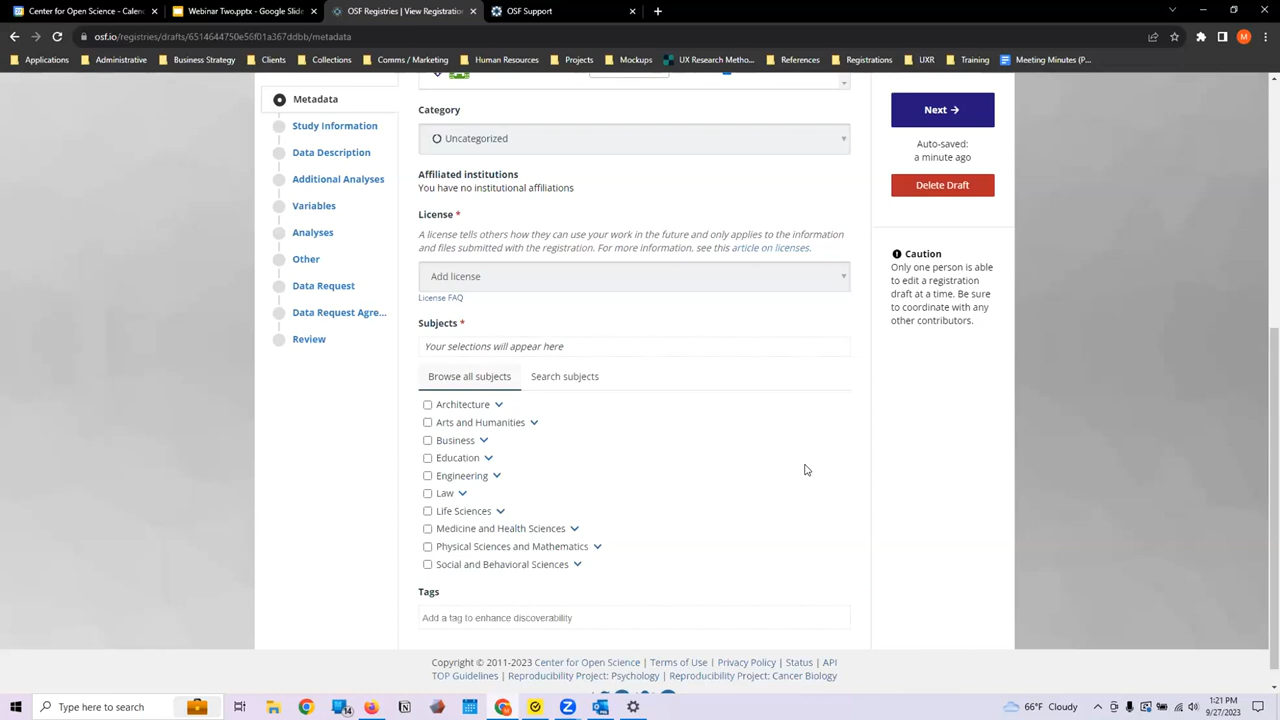 Center for Open Science - Calen
Webinar Two.pptx - Google Slide
OSF Registries | View Registration
OSF Support
osf.io/registries/drafts/6514644750e56f01a367ddbb/metadata
M
Applications
Administrative
Business Strategy
Clients
Collections
Comms / Marketing
Human Resources
Projects
Mockups
UX Research Metho...
References
Registrations
UXR
Training
Meeting Minutes (P...
Metadata
Study Information
Data Description
Additional Analyses
Variables
Analyses
Other
Data Request
Data Request Agre...
Review
Category
Uncategorized
Affiliated institutions
You have no institutional affiliations
License *
A license tells others how they can use your work in the future and only applies to the information
and files submitted with the registration. For more information, see this article on licenses.
Add license
License FAQ
Subjects *
Your selections will appear here
Browse all subjects
Search subjects
Architecture
Arts and Humanities
Business
Education
Engineering
Law
Life Sciences
Medicine and Health Sciences
Physical Sciences and Mathematics
Social and Behavioral Sciences
Tags
Add a tag to enhance discoverability
Next
Auto-saved:
a minute ago
Delete Draft
Caution
Only one person is able
to edit a registration
draft at a time. Be sure
to coordinate with any
other contributors.
Copyright © 2011-2023 Center for Open Science | Terms of Use | Privacy Policy | Status | API
TOP Guidelines | Reproducibility Project: Psychology | Reproducibility Project: Cancer Biology
Type here to search
14
66°F Cloudy
1:21 PM
9/27/2023